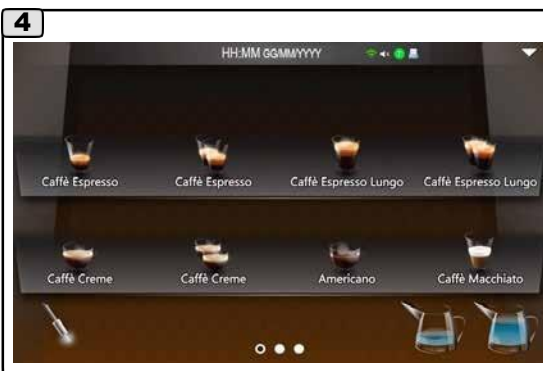 4
HH:MM GG/MM/YYYY
Caffè Espresso Caffè Espresso Caffè Espresso Lungo Caffè Espresso Lungo
Caffè Creme Caffè Creme Americano Caffè Macchiato